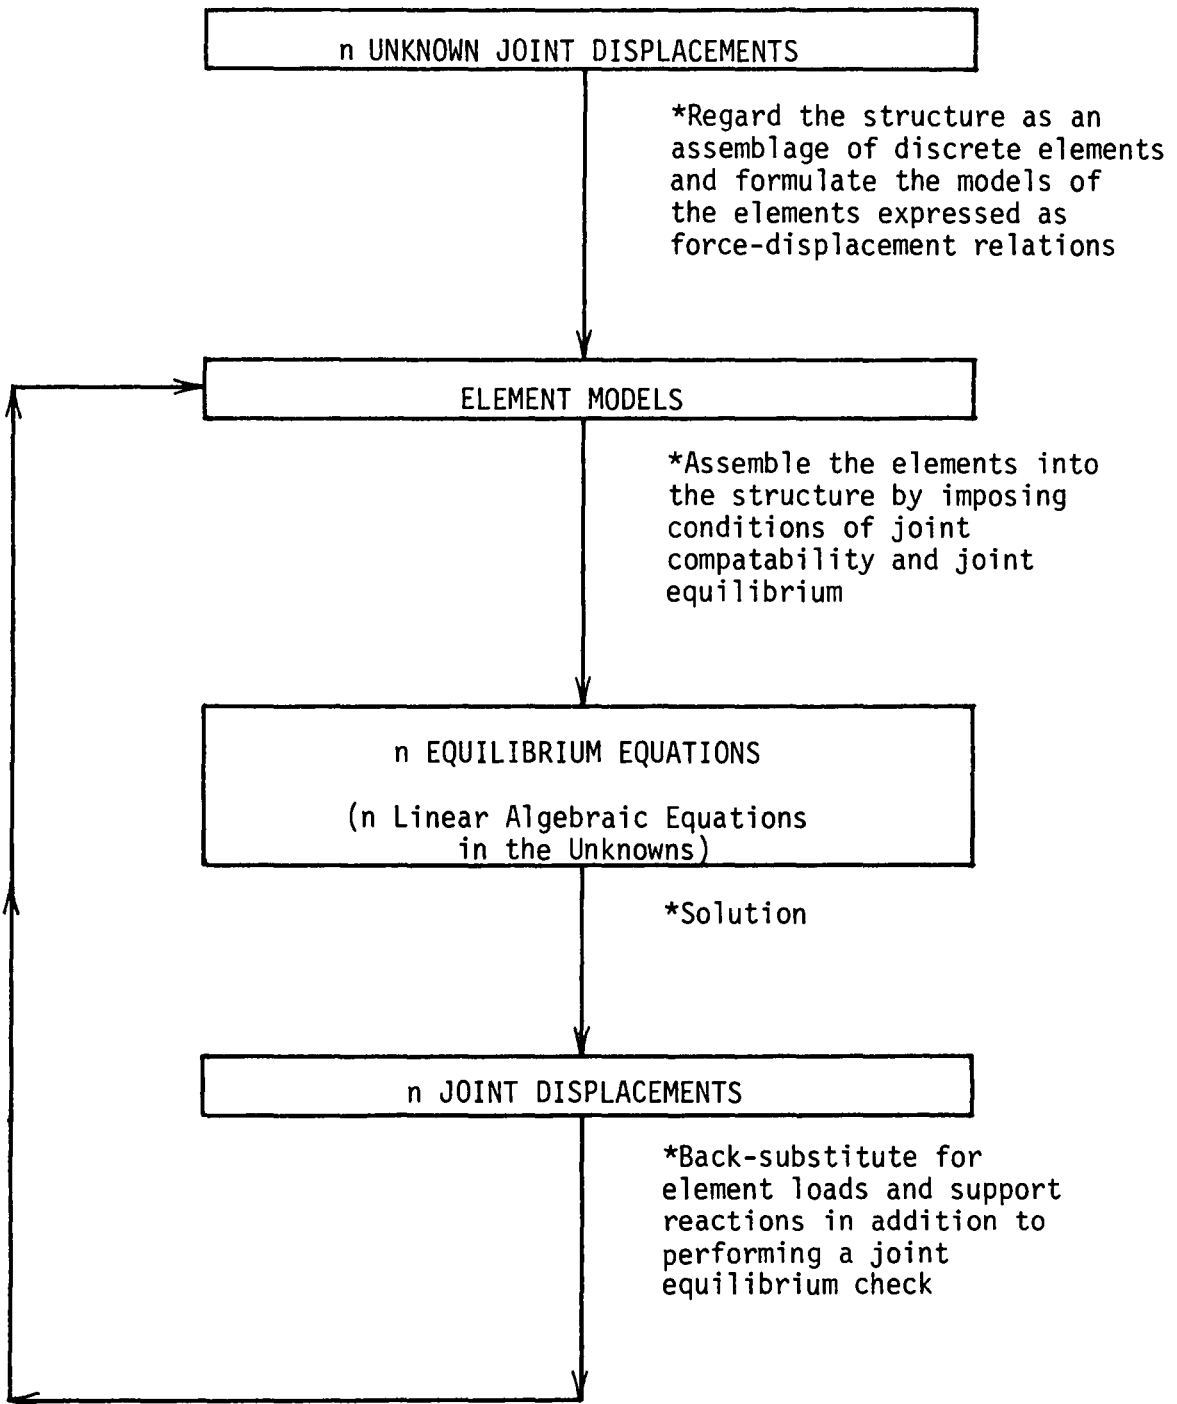 n UNKNOWN JOINT DISPLACEMENTS
*Regard the structure as an
assemblage of discrete elements
and formulate the models of
the elements expressed as
force-displacement relations
ELEMENT MODELS
*Assemble the elements into
the structure by imposing
conditions of joint
compatability and joint
equilibrium
n EQUILIBRIUM EQUATIONS
(n Linear Algebraic Equations
in the Unknowns)
*Solution
n JOINT DISPLACEMENTS
*Back-substitute for
element loads and support
reactions in addition to
performing a joint
equilibrium check